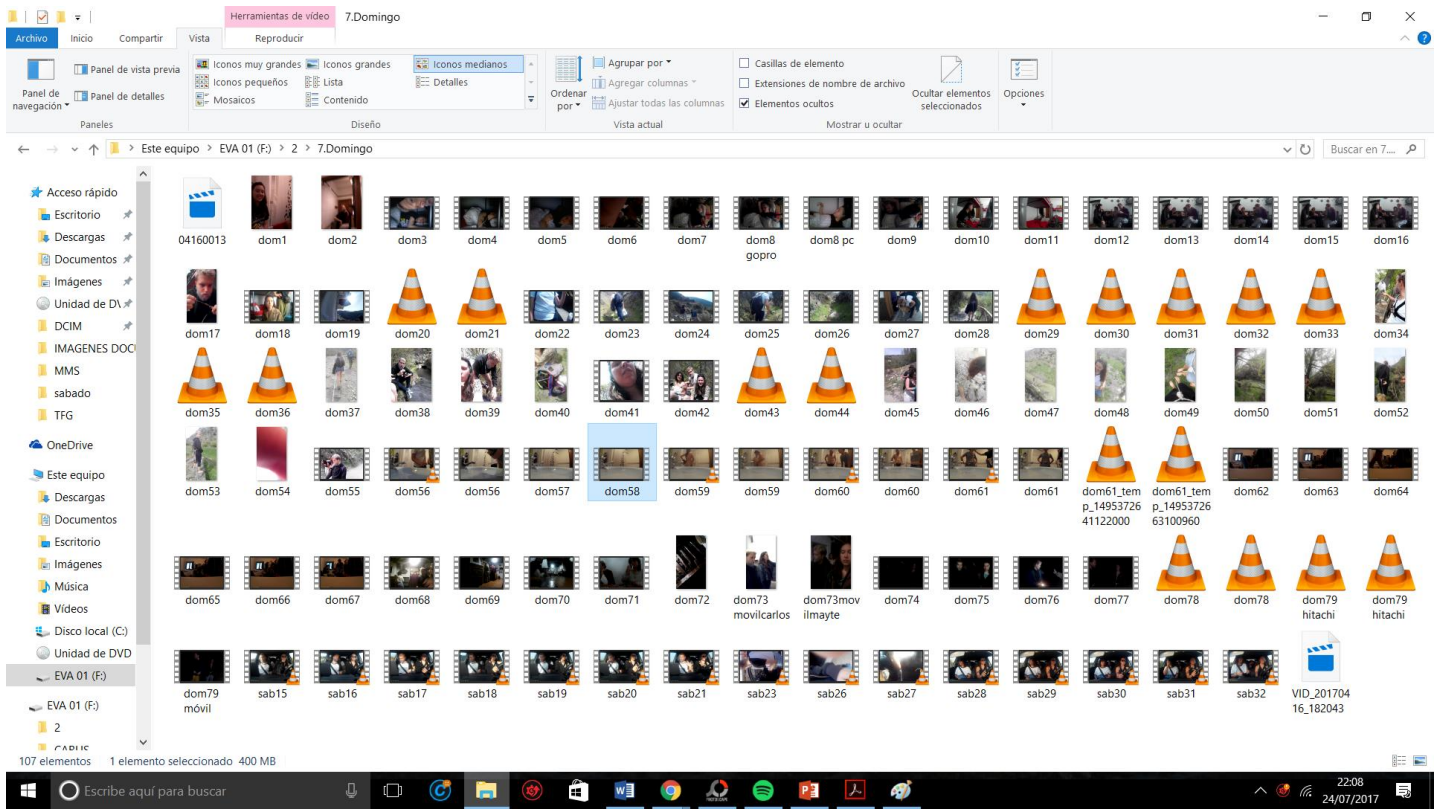 Herramientas de vídeo 7.Domingo
Archivo Inicio Compartir Vista Reproducir
Panel de navegación
Panel de vista previa
Panel de detalles
Paneles
Iconos muy grandes Iconos grandes Iconos medianos
Iconos pequeños Lista Detalles
Mosaicos Contenido
Diseño
Ordenar por
Agrupar por
Agregar columnas
Ajustar todas las columnas
Vista actual
Casillas de elemento
Extensiones de nombre de archivo
Elementos ocultos
Ocultar elementos seleccionados
Mostrar u ocultar
Opciones
Este equipo > EVA 01 (F:) > 2 > 7.Domingo
Buscar en 7....
Acceso rápido
Escritorio
Descargas
Documentos
Imágenes
Unidad de D\
DCIM
IMAGENES DOC
MMS
sabado
TFG
OneDrive
Este equipo
Descargas
Documentos
Escritorio
Imágenes
Música
Vídeos
Disco local (C:)
Unidad de DVD
EVA 01 (F:)
EVA 01 (F:)
2
04160013 dom1 dom2 dom3 dom4 dom5 dom6 dom7 dom8 gopro dom8 pc dom9 dom10 dom11 dom12 dom13 dom14 dom15 dom16
dom17 dom18 dom19 dom20 dom21 dom22 dom23 dom24 dom25 dom26 dom27 dom28 dom29 dom30 dom31 dom32 dom33 dom34
dom35 dom36 dom37 dom38 dom39 dom40 dom41 dom42 dom43 dom44 dom45 dom46 dom47 dom48 dom49 dom50 dom51 dom52
dom53 dom54 dom55 dom56 dom56 dom57 dom58 dom59 dom59 dom60 dom60 dom61 dom61 dom61_temp_1495372641122000 dom61_temp_1495372663100960 dom62 dom63 dom64
dom65 dom66 dom67 dom68 dom69 dom70 dom71 dom72 dom73 movilcarlos dom73movilmayte dom74 dom75 dom76 dom77 dom78 dom78 dom79 hitachi dom79 hitachi
dom79 móvil sab15 sab16 sab17 sab18 sab19 sab20 sab21 sab23 sab26 sab27 sab28 sab29 sab30 sab31 sab32 VID_20170416_182043
107 elementos 1 elemento seleccionado 400 MB
Escribe aquí para buscar
22:08
24/07/2017